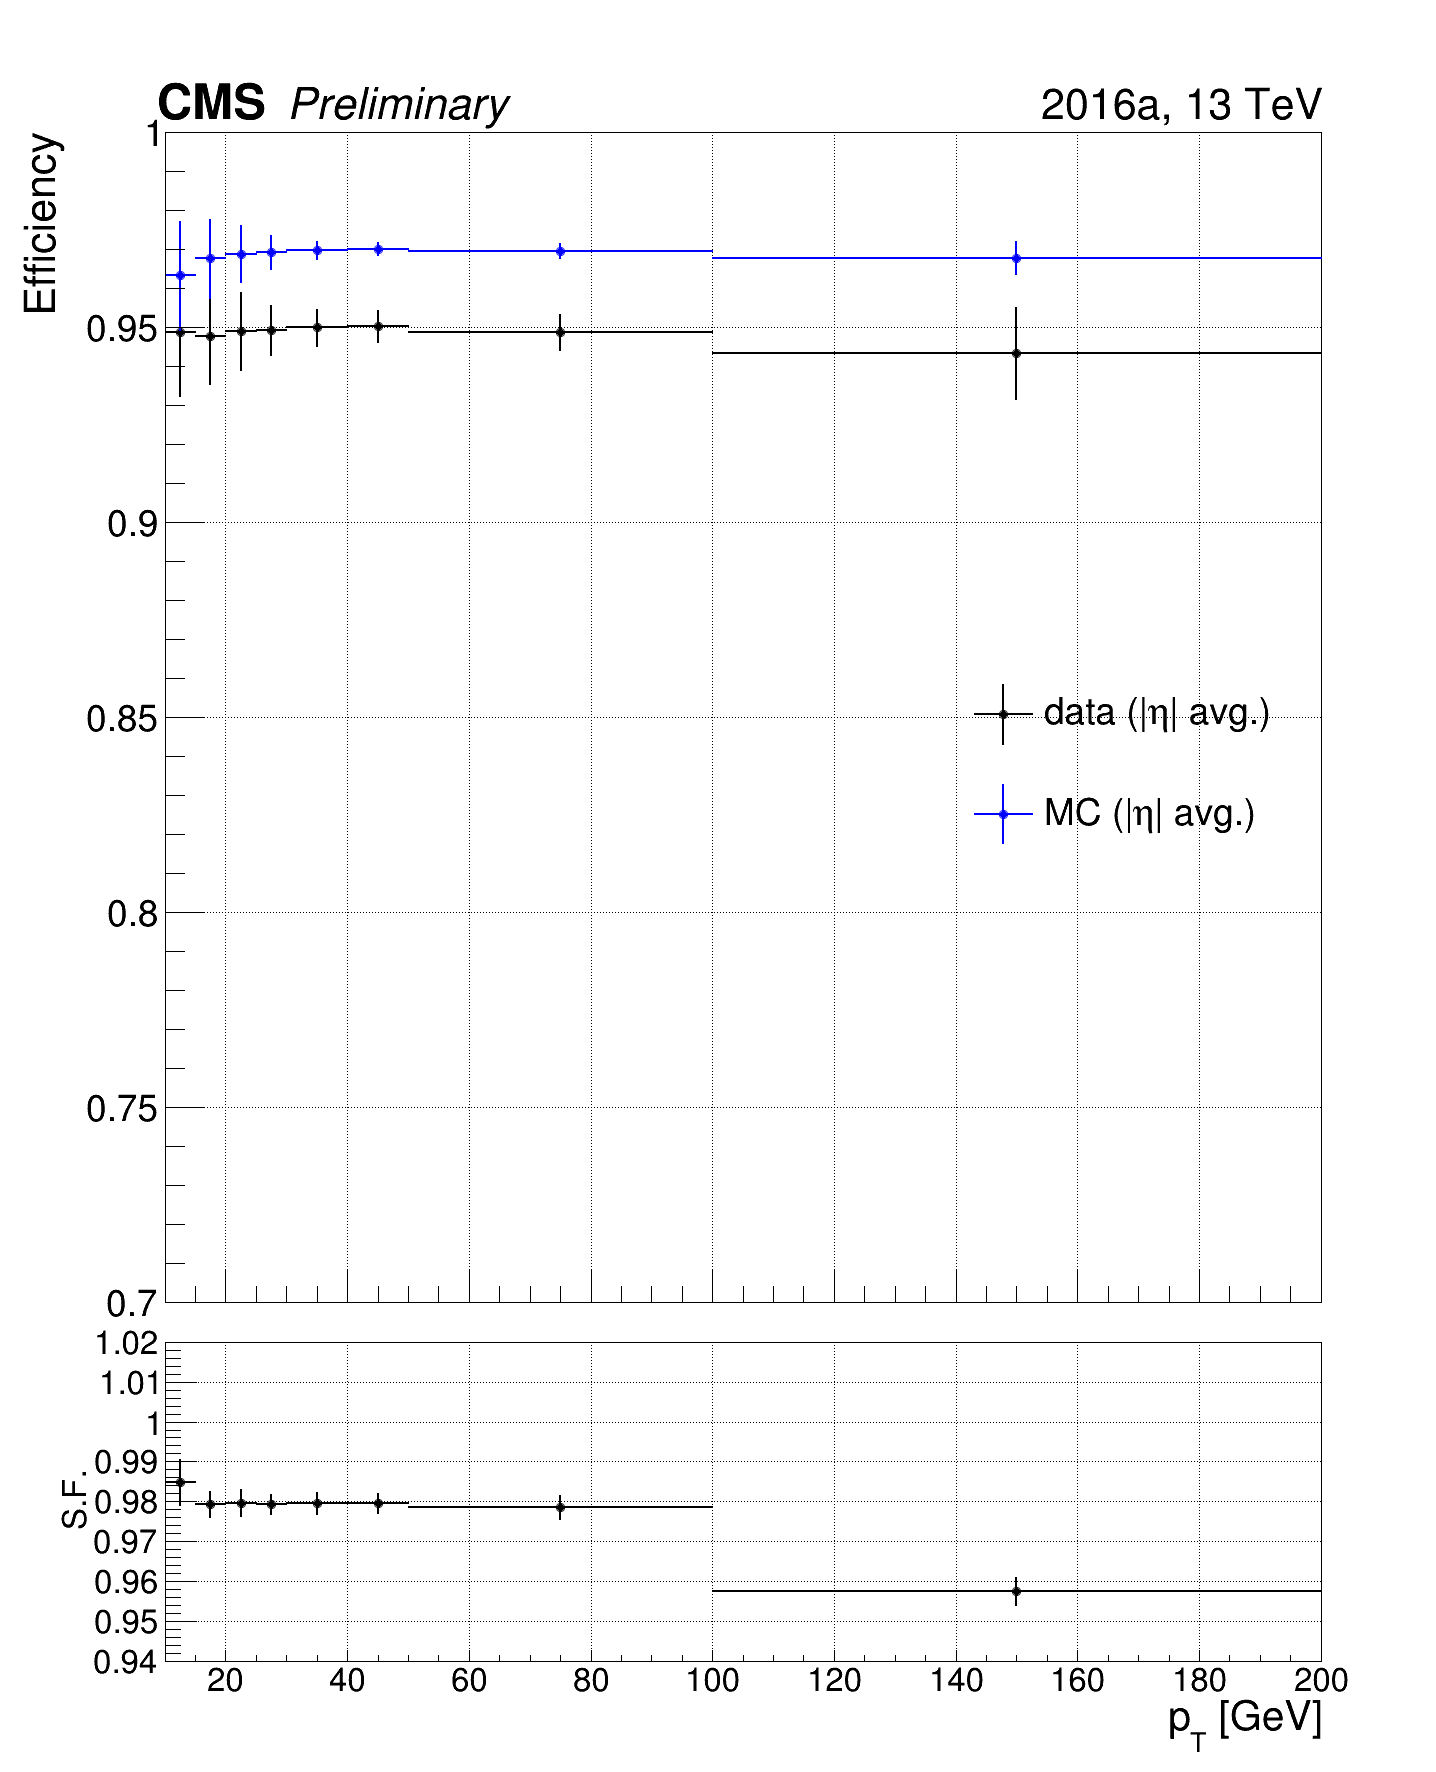 CMS Preliminary 2016a, 13 TeV
Efficiency
1
0.95
0.9
0.85
0.8
0.75
0.7
data (|η| avg.)
MC (|η| avg.)
S.F.
1.02
1.01
1
0.99
0.98
0.97
0.96
0.95
0.94
20 40 60 80 100 120 140 160 180 200
p_T [GeV]